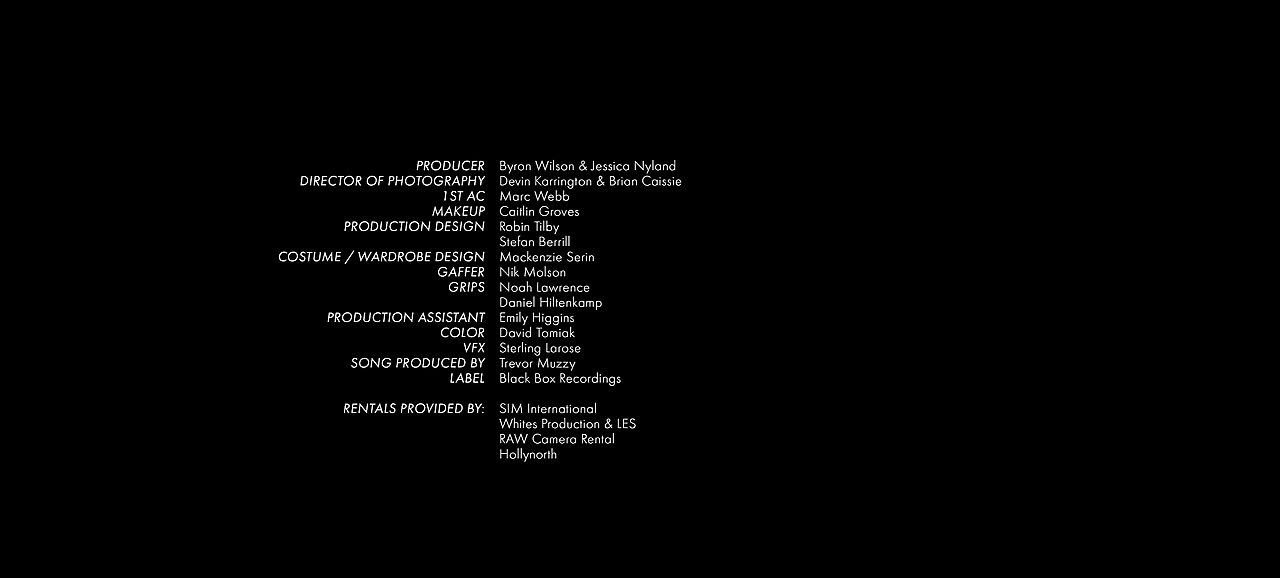 PRODUCER Byron Wilson & Jessica Nyland
DIRECTOR OF PHOTOGRAPHY Devin Karrington & Brian Caissie
1ST AC Marc Webb
MAKEUP Caitlin Groves
PRODUCTION DESIGN Robin Tilby
Stefan Berrill
COSTUME / WARDROBE DESIGN Mackenzie Serin
GAFFER Nik Molson
GRIPS Noah Lawrence
Daniel Hiltenkamp
PRODUCTION ASSISTANT Emily Higgins
COLOR David Tomiak
VFX Sterling Larose
SONG PRODUCED BY Trevor Muzzy
LABEL Black Box Recordings
RENTALS PROVIDED BY: SIM International
Whites Production & LES
RAW Camera Rental
Hollynorth